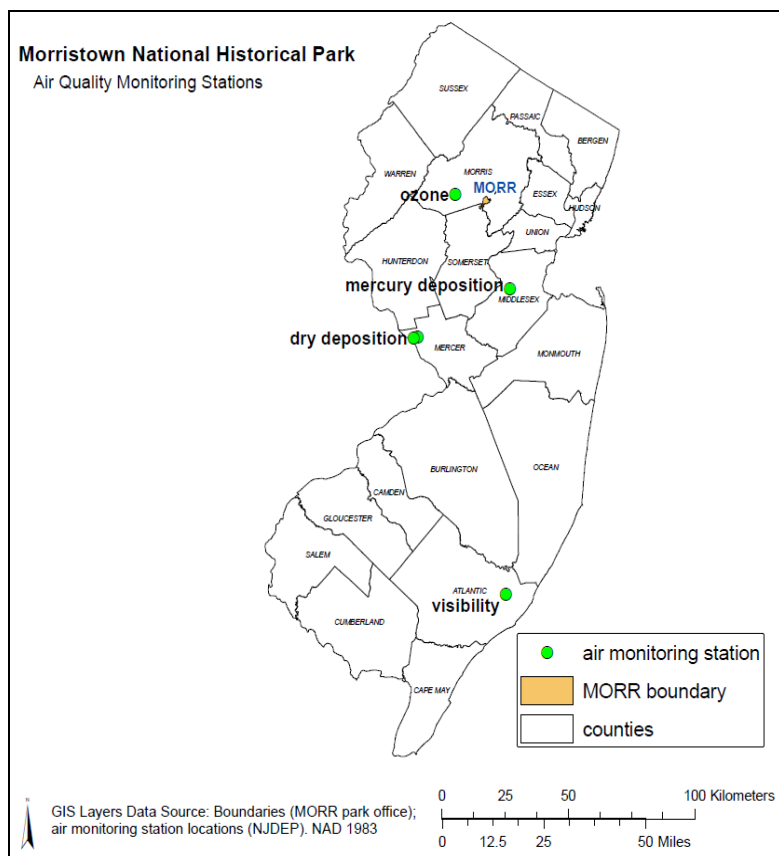 Morristown National Historical Park
Air Quality Monitoring Stations
SUSSEX
PASSAIC
BERGEN
WARREN
MORRIS
MORR
ozone
ESSEX
HUDSON
UNION
HUNTERDON
SOMERSET
mercury deposition
MIDDLESEX
dry deposition
MERCER
MONMOUTH
BURLINGTON
OCEAN
CAMDEN
GLOUCESTER
SALEM
ATLANTIC
visibility
CUMBERLAND
CAPE MAY
air monitoring station
MORR boundary
counties
N
GIS Layers Data Source: Boundaries (MORR park office);
air monitoring station locations (NJDEP). NAD 1983
0 25 50 100 Kilometers
0 12.5 25 50 Miles